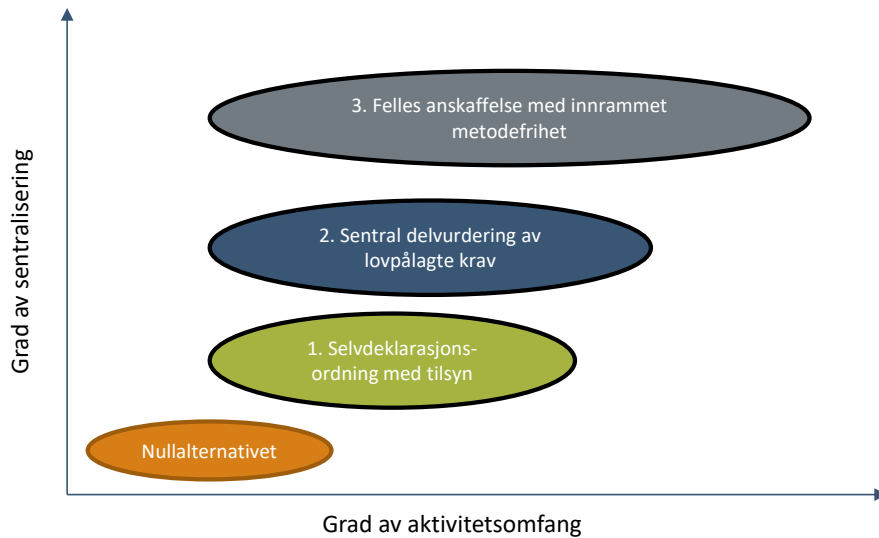 Grad av sentralisering
3. Felles anskaffelse med innrammet
metodefrihet
2. Sentral delvurdering av
lovpålagte krav
1. Selvdeklarasjons-
ordning med tilsyn
Nullalternativet
Grad av aktivitetsomfang